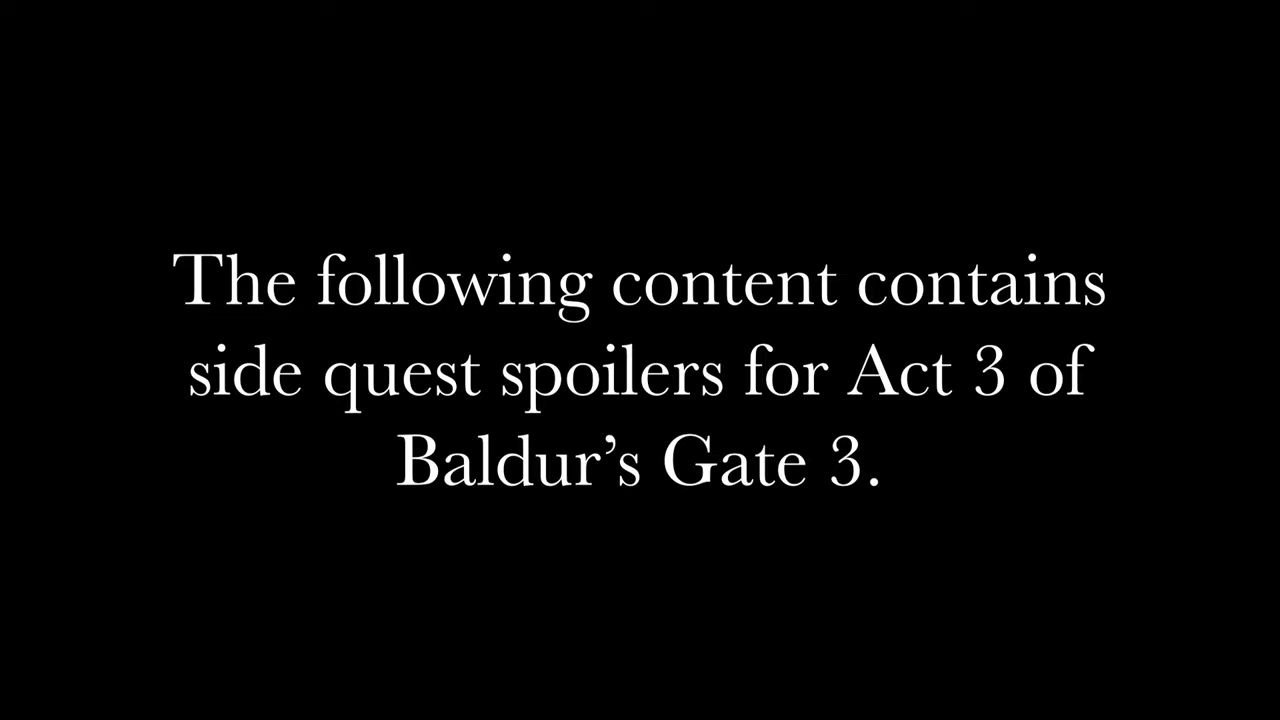 The following content contains
side quest spoilers for Act 3 of
Baldur’s Gate 3.